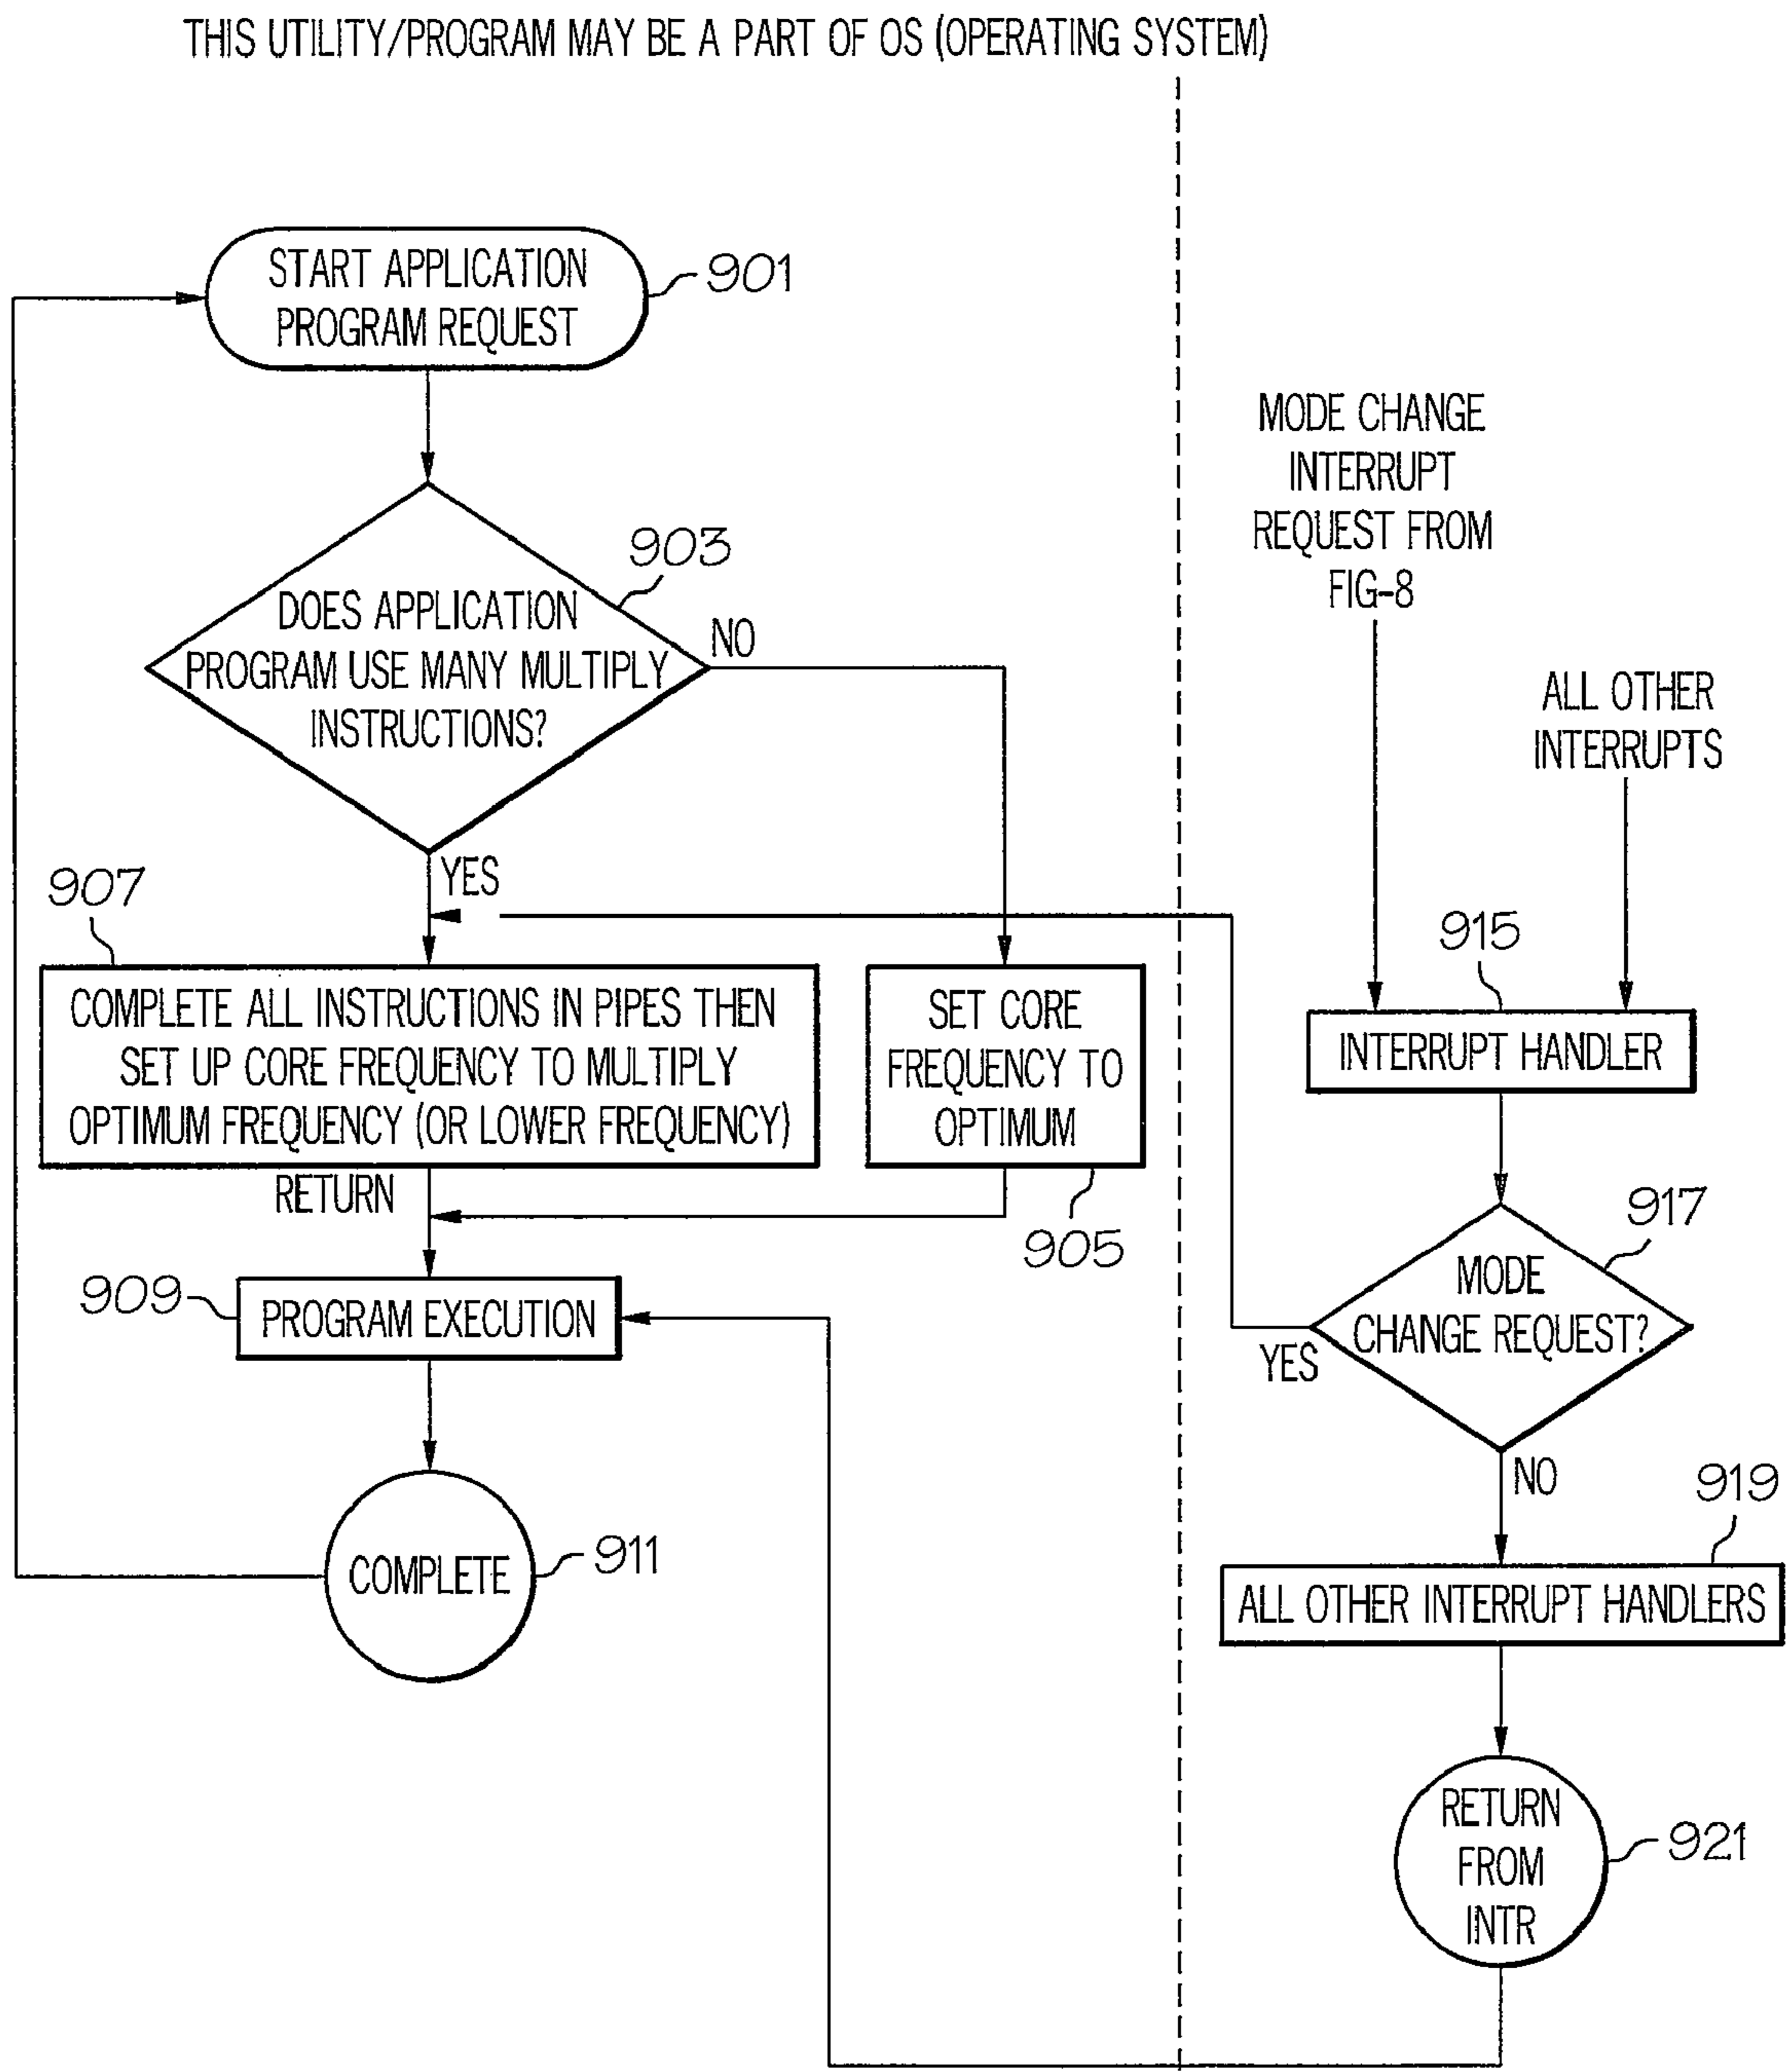 THIS UTILITY/PROGRAM MAY BE A PART OF OS (OPERATING SYSTEM)
START APPLICATION
PROGRAM REQUEST
901
903
DOES APPLICATION
PROGRAM USE MANY MULTIPLY
INSTRUCTIONS?
NO
YES
907
COMPLETE ALL INSTRUCTIONS IN PIPES THEN
SET UP CORE FREQUENCY TO MULTIPLY
OPTIMUM FREQUENCY (OR LOWER FREQUENCY)
SET CORE
FREQUENCY TO
OPTIMUM
905
RETURN
909
PROGRAM EXECUTION
COMPLETE
911
MODE CHANGE
INTERRUPT
REQUEST FROM
FIG-8
ALL OTHER
INTERRUPTS
915
INTERRUPT HANDLER
917
MODE
CHANGE REQUEST?
YES
NO
919
ALL OTHER INTERRUPT HANDLERS
RETURN
FROM
INTR
921